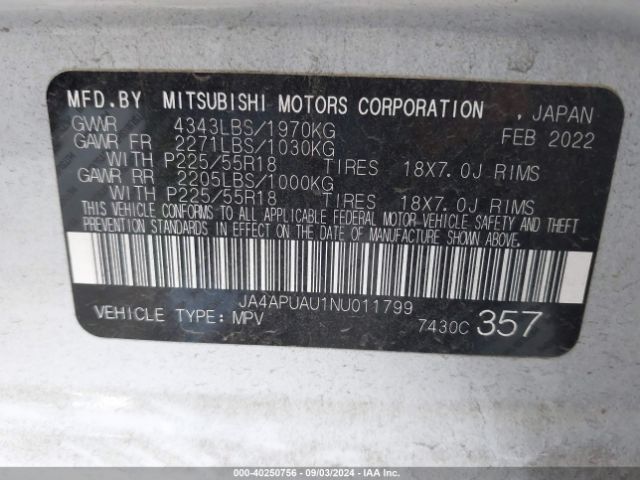 MFD.BY MITSUBISHI MOTORS CORPORATION , JAPAN
GVWR 4343LBS/1970KG FEB 2022
GAWR FR 2271LBS/1030KG
WITH P225/55R18 TIRES 18X7.0J RIMS
GAWR RR 2205LBS/1000KG
WITH P225/55R18 TIRES 18X7.0J RIMS
THIS VEHICLE CONFORMS TO ALL APPLICABLE FEDERAL MOTOR VEHICLE SAFETY AND THEFT
PREVENTION STANDARDS IN EFFECT ON THE DATE OF MANUFACTURE SHOWN ABOVE.
JA4APUAU1NU011799
VEHICLE TYPE: MPV 7430C 357
000-40250756 - 09/03/2024 - IAA Inc.